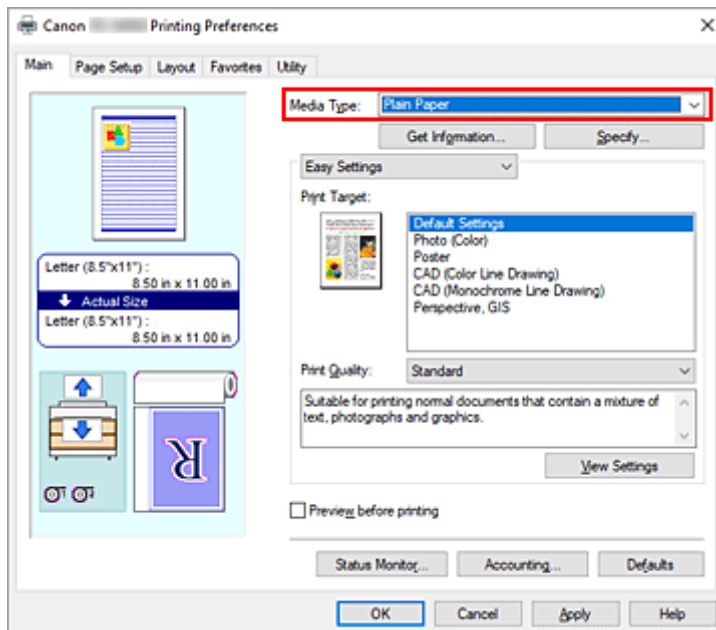 Canon Printing Preferences
Main Page Setup Layout Favorites Utility
Media Type: Plain Paper
Get Information... Specify...
Easy Settings
Print Target:
Default Settings
Photo (Color)
Poster
CAD (Color Line Drawing)
CAD (Monochrome Line Drawing)
Perspective, GIS
Letter (8.5"x11") :
8.50 in x 11.00 in
Actual Size
Letter (8.5"x11") :
8.50 in x 11.00 in
Print Quality: Standard
Suitable for printing normal documents that contain a mixture of
text, photographs and graphics.
R
View Settings
Preview before printing
Status Monitor... Accounting... Defaults
OK Cancel Apply Help